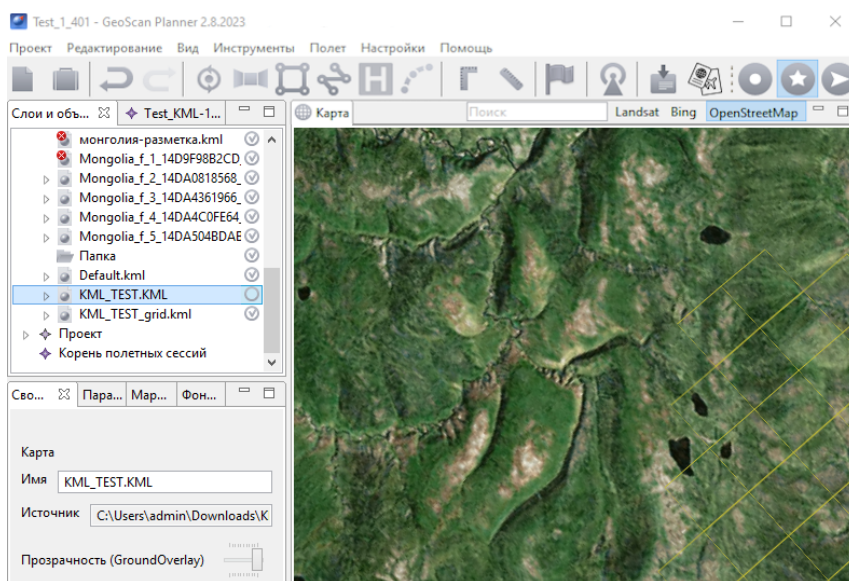 Test_1_401 - GeoScan Planner 2.8.2023
Проект Редактирование Вид Инструменты Полет Настройки Помощь
Слои и объ... Test_KML-1...
монголия-разметка.kml
Mongolia_f_1_14D9F98B2CD
Mongolia_f_2_14DA0818568_
Mongolia_f_3_14DA4361966_
Mongolia_f_4_14DA4C0FE64_
Mongolia_f_5_14DA504BDAE
Папка
Default.kml
KML_TEST.KML
KML_TEST_grid.kml
Проект
Корень полетных сессий
Карта Поиск Landsat Bing OpenStreetMap
Сво... Пара... Мар... Фон...
Карта
Имя KML_TEST.KML
Источник C:\Users\admin\Downloads\K
Прозрачность (GroundOverlay)